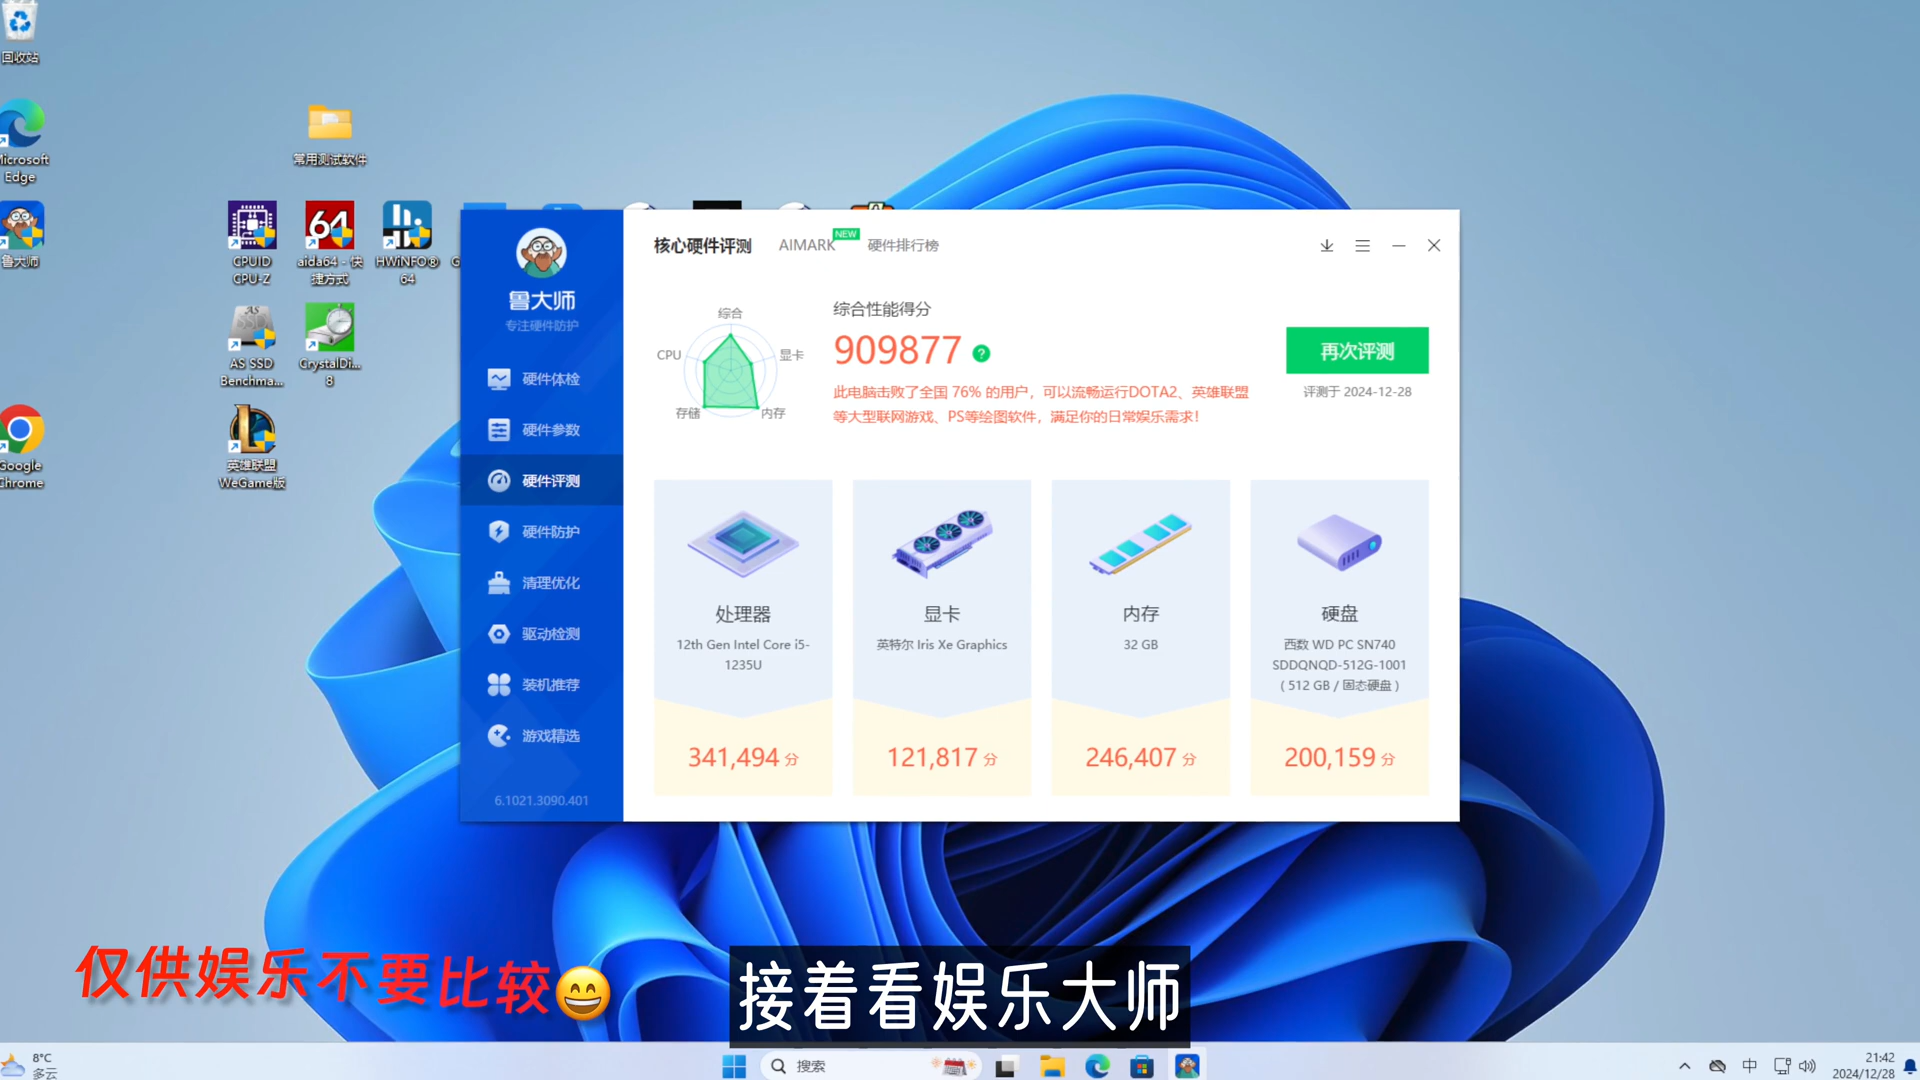 回收站
Microsoft
Edge
鲁大师
Google
Chrome
常用测试软件
CPUID
CPU-Z
64
aida64 - 快
捷方式
HWiNFO®
64
G
AS
SSD
AS SSD
Benchma...
CrystalDi...
8
英雄联盟
WeGame版
鲁大师
专注硬件防护
硬件体检
硬件参数
硬件评测
硬件防护
清理优化
驱动检测
装机推荐
游戏精选
6.1021.3090.401
核心硬件评测
AIMARK
NEW
硬件排行榜
综合
CPU
显卡
存储
内存
综合性能得分
909877
?
此电脑击败了全国 76% 的用户，可以流畅运行DOTA2、英雄联盟
等大型联网游戏、PS等绘图软件，满足你的日常娱乐需求！
再次评测
评测于 2024-12-28
处理器
12th Gen Intel Core i5-
1235U
341,494 分
显卡
英特尔 Iris Xe Graphics
121,817 分
内存
32 GB
246,407 分
硬盘
西数 WD PC SN740
SDDQNQD-512G-1001
( 512 GB / 固态硬盘 )
200,159 分
仅供娱乐不要比较😄
接着看娱乐大师
8°C
多云
搜索
中
21:42
2024/12/28